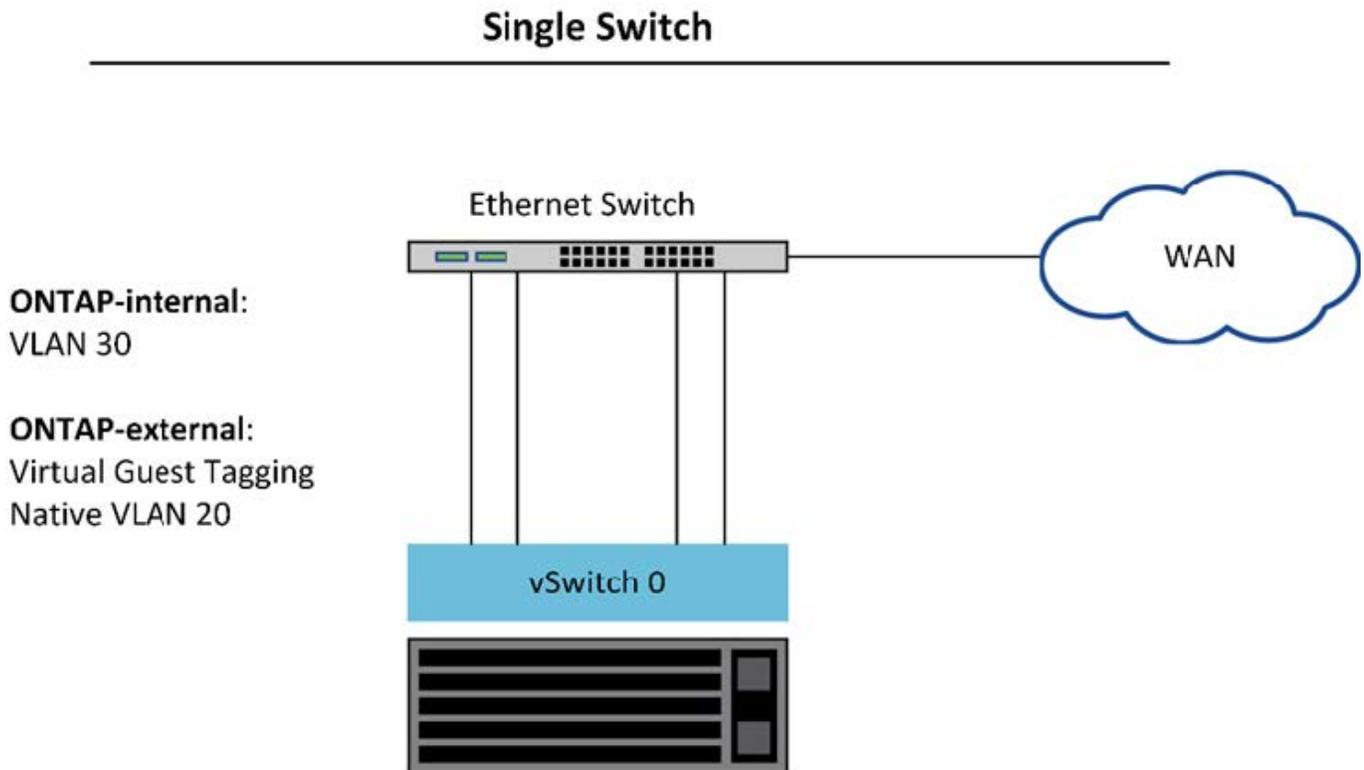 Single Switch
Ethernet Switch
WAN
ONTAP-internal:
VLAN 30
ONTAP-external:
Virtual Guest Tagging
Native VLAN 20
vSwitch 0